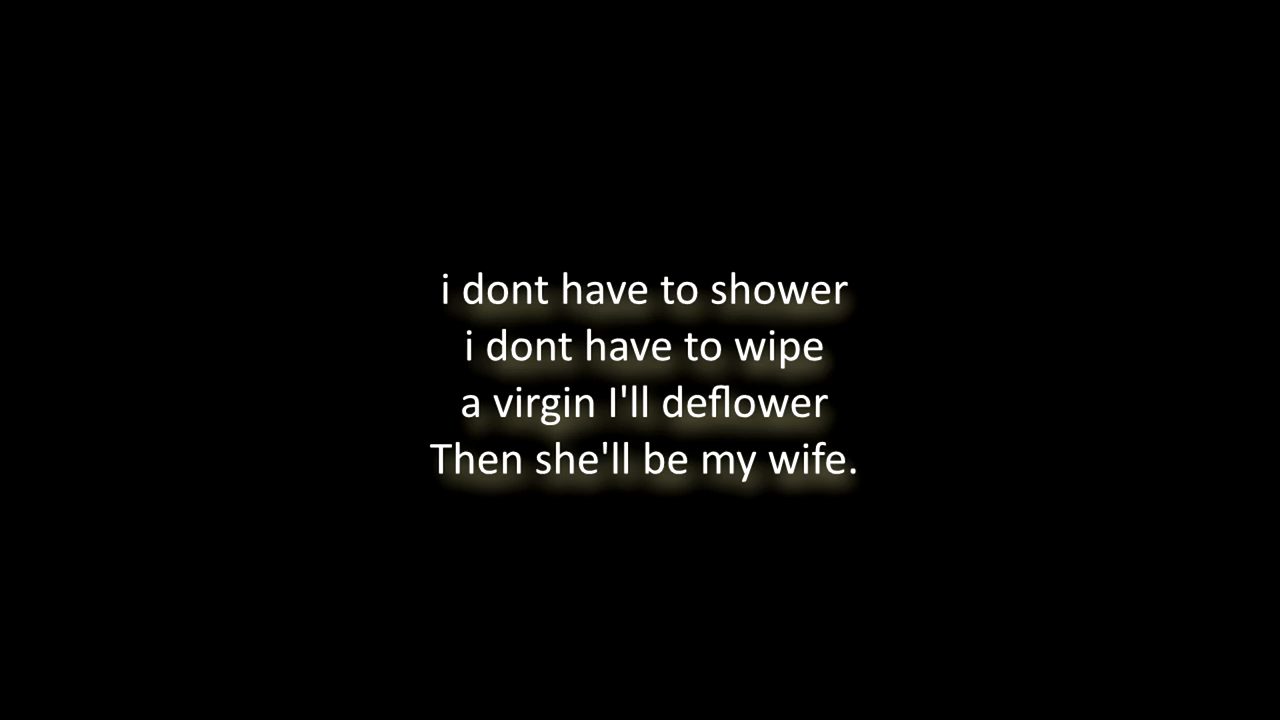 i dont have to shower
i dont have to wipe
a virgin I'll deflower
Then she'll be my wife.